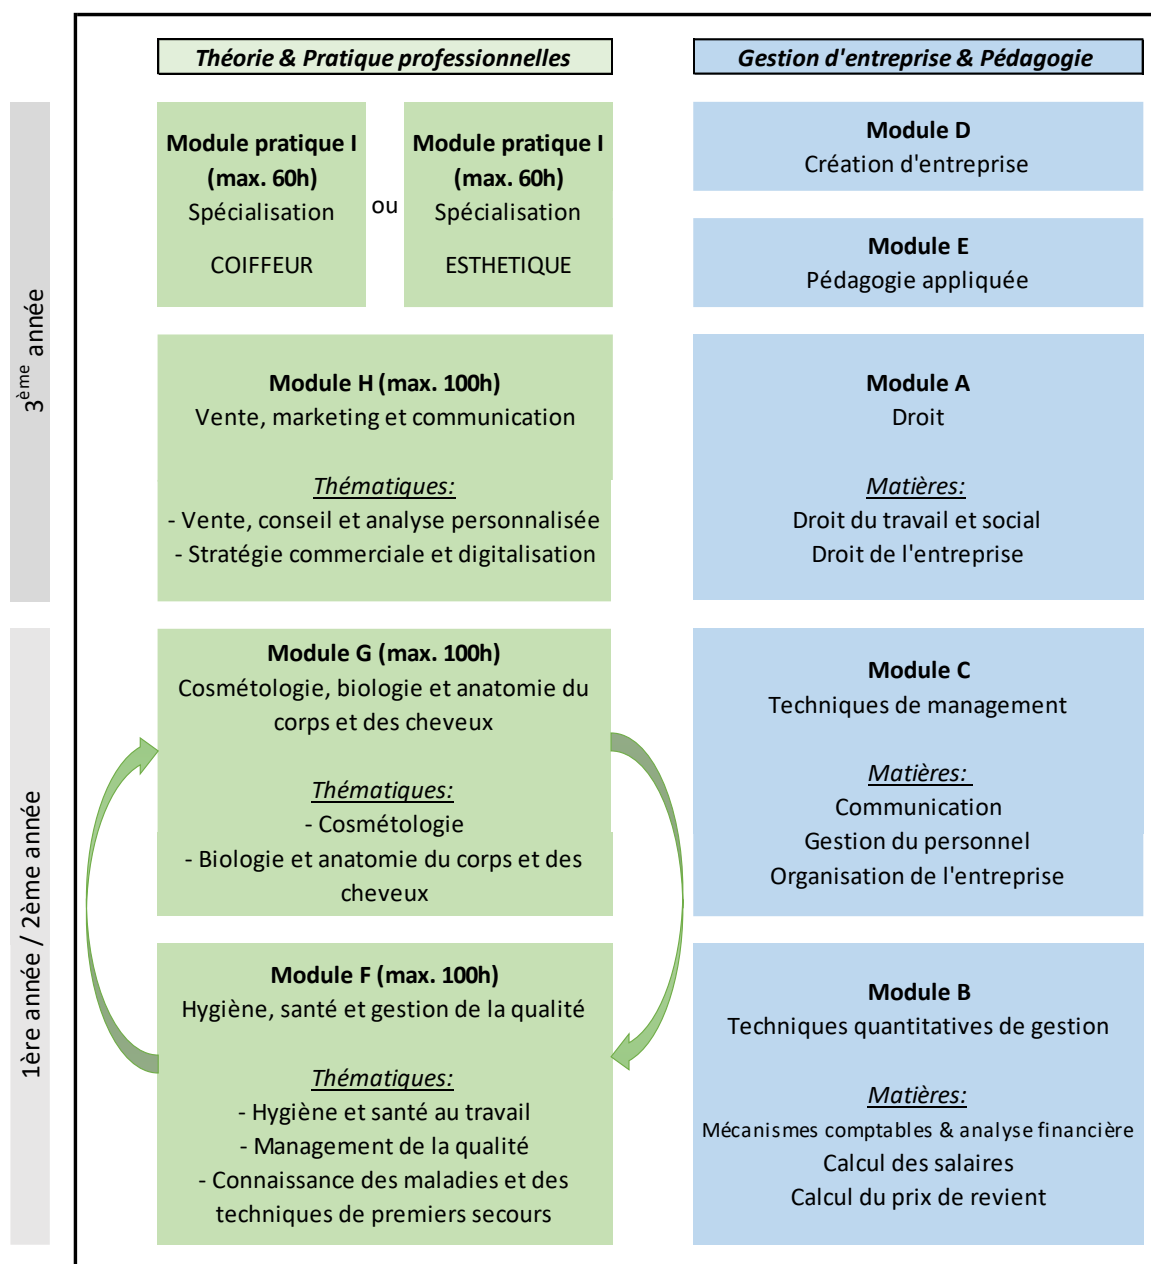 Théorie & Pratique professionnelles
Gestion d'entreprise & Pédagogie
3ème année
Module pratique I
(max. 60h)
Spécialisation
COIFFEUR
ou
Module pratique I
(max. 60h)
Spécialisation
ESTHETIQUE
Module D
Création d'entreprise
Module E
Pédagogie appliquée
Module H (max. 100h)
Vente, marketing et communication
Thématiques:
- Vente, conseil et analyse personnalisée
- Stratégie commerciale et digitalisation
Module A
Droit
Matières:
Droit du travail et social
Droit de l'entreprise
1ère année / 2ème année
Module G (max. 100h)
Cosmétologie, biologie et anatomie du
corps et des cheveux
Thématiques:
- Cosmétologie
- Biologie et anatomie du corps et des
cheveux
Module C
Techniques de management
Matières:
Communication
Gestion du personnel
Organisation de l'entreprise
Module F (max. 100h)
Hygiène, santé et gestion de la qualité
Thématiques:
- Hygiène et santé au travail
- Management de la qualité
- Connaissance des maladies et des
techniques de premiers secours
Module B
Techniques quantitatives de gestion
Matières:
Mécanismes comptables & analyse financière
Calcul des salaires
Calcul du prix de revient